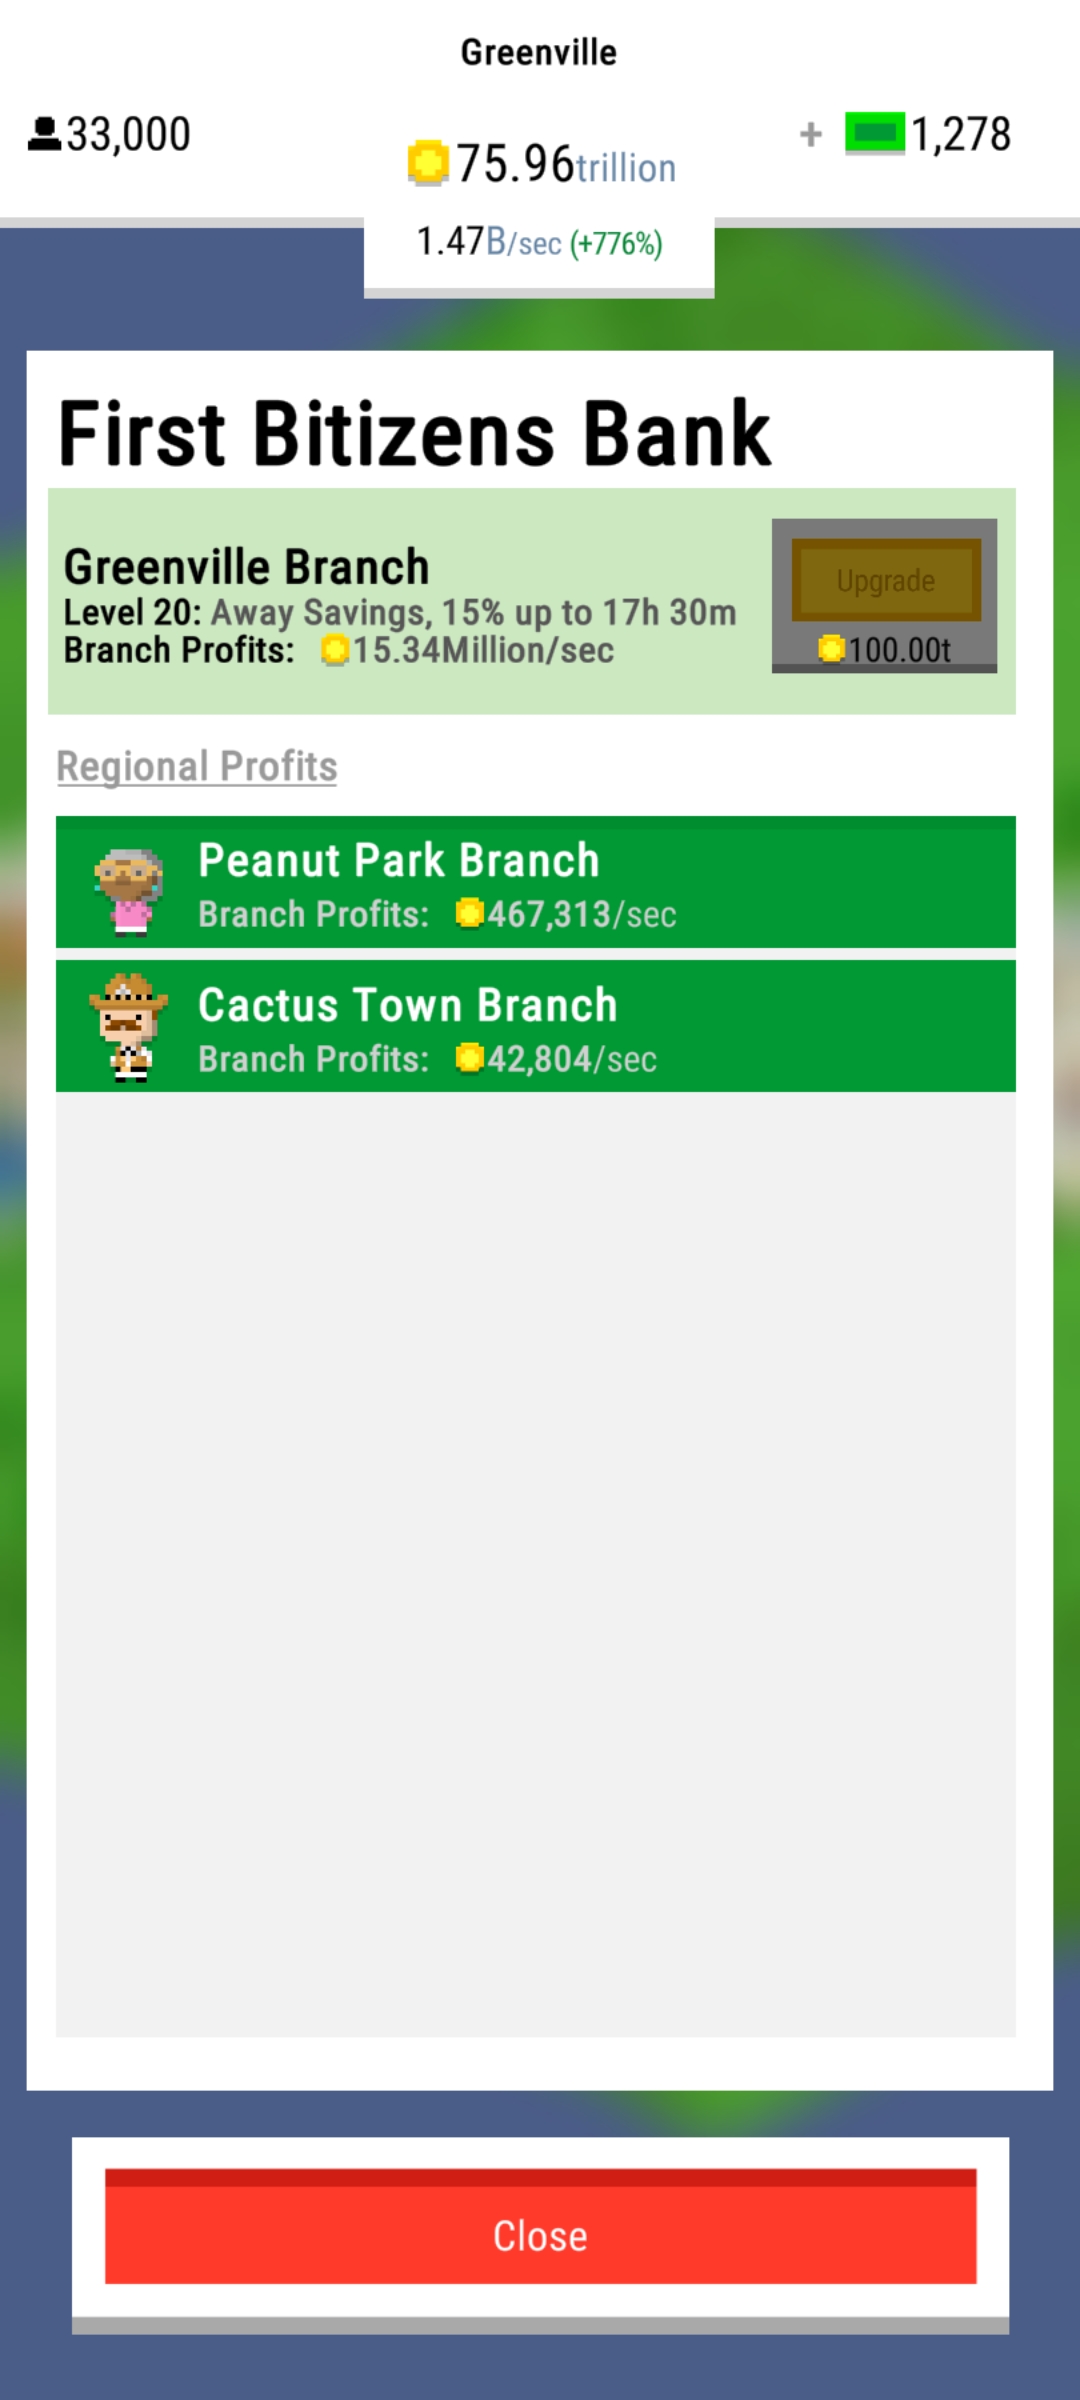 Greenville
33,000
75.96trillion
+ 1,278
1.47B/sec (+776%)
First Bitizens Bank
Greenville Branch
Level 20: Away Savings, 15% up to 17h 30m
Branch Profits: 15.34Million/sec
Upgrade
100.00t
Regional Profits
Peanut Park Branch
Branch Profits: 467,313/sec
Cactus Town Branch
Branch Profits: 42,804/sec
Close